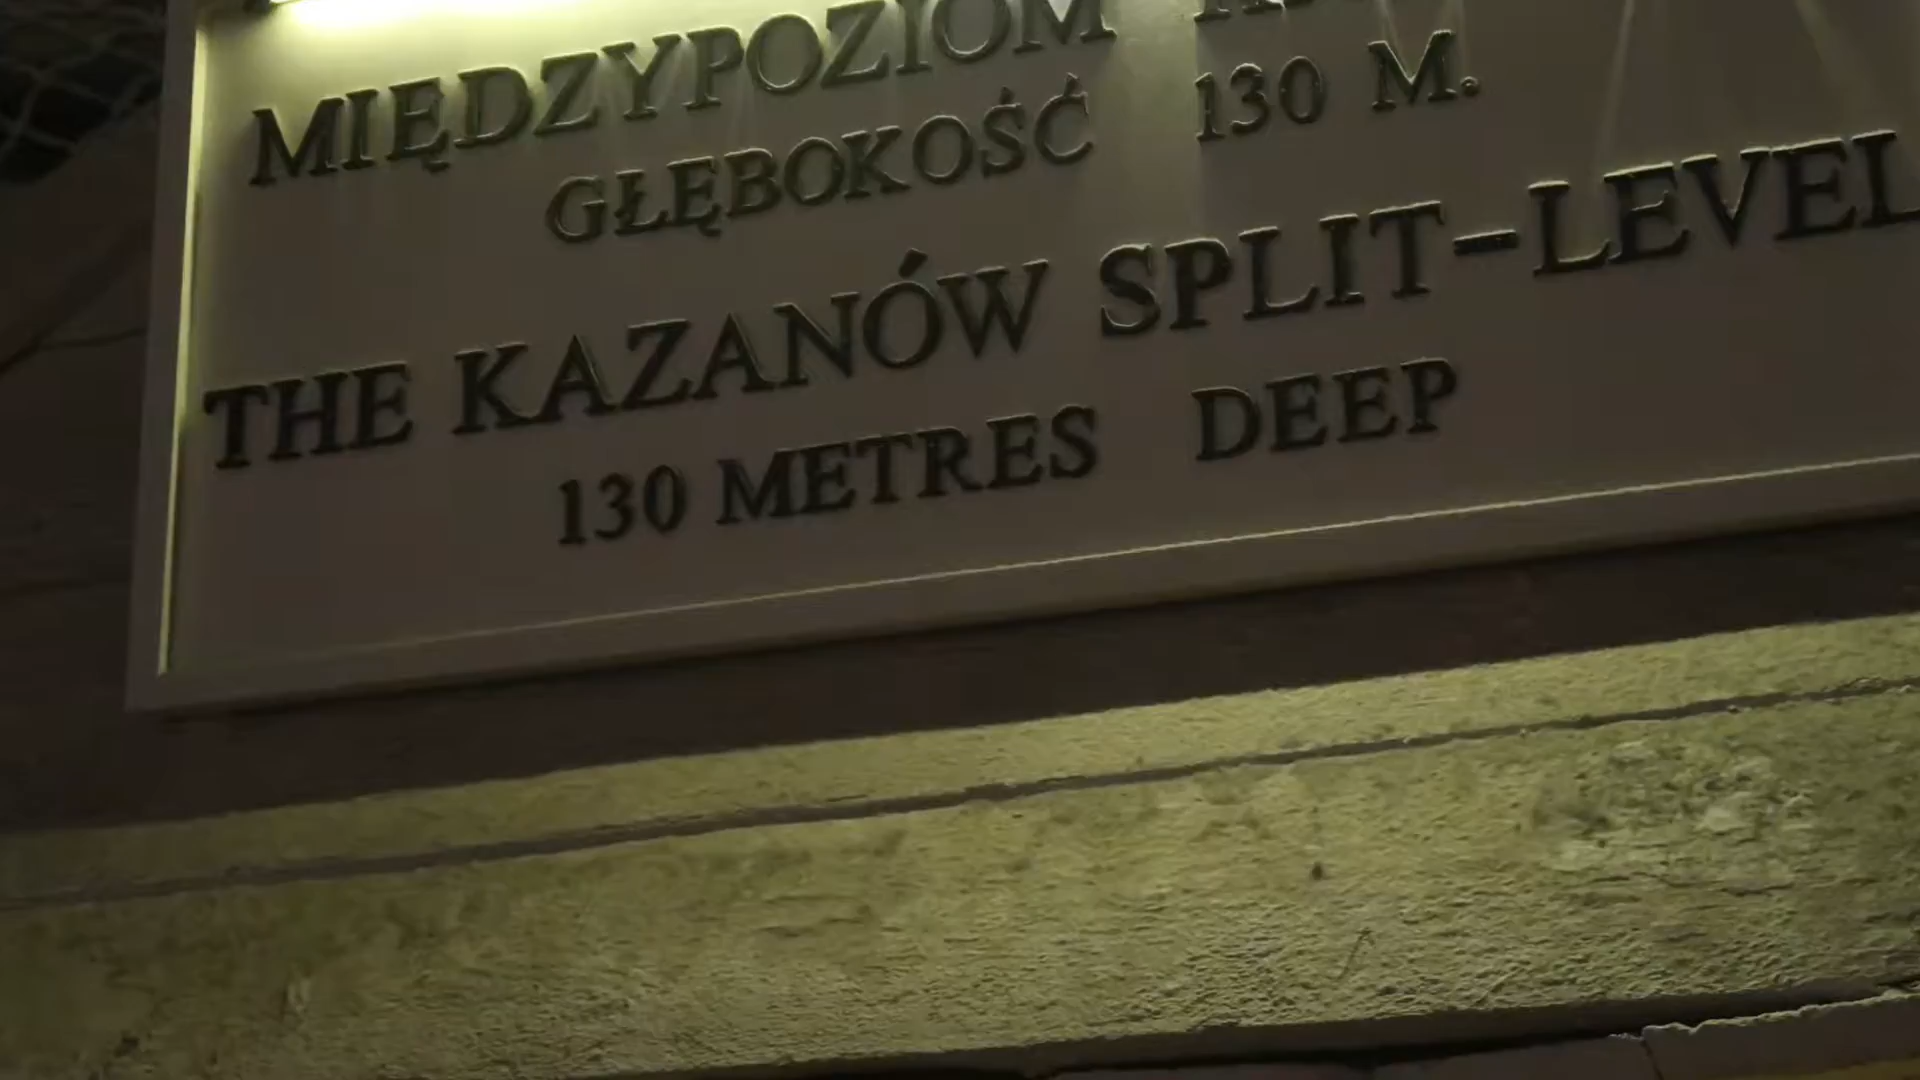 MIĘDZYPOZIOM
GŁĘBOKOŚĆ 130 M.
THE KAZANÓW SPLIT-LEVEL
130 METRES DEEP